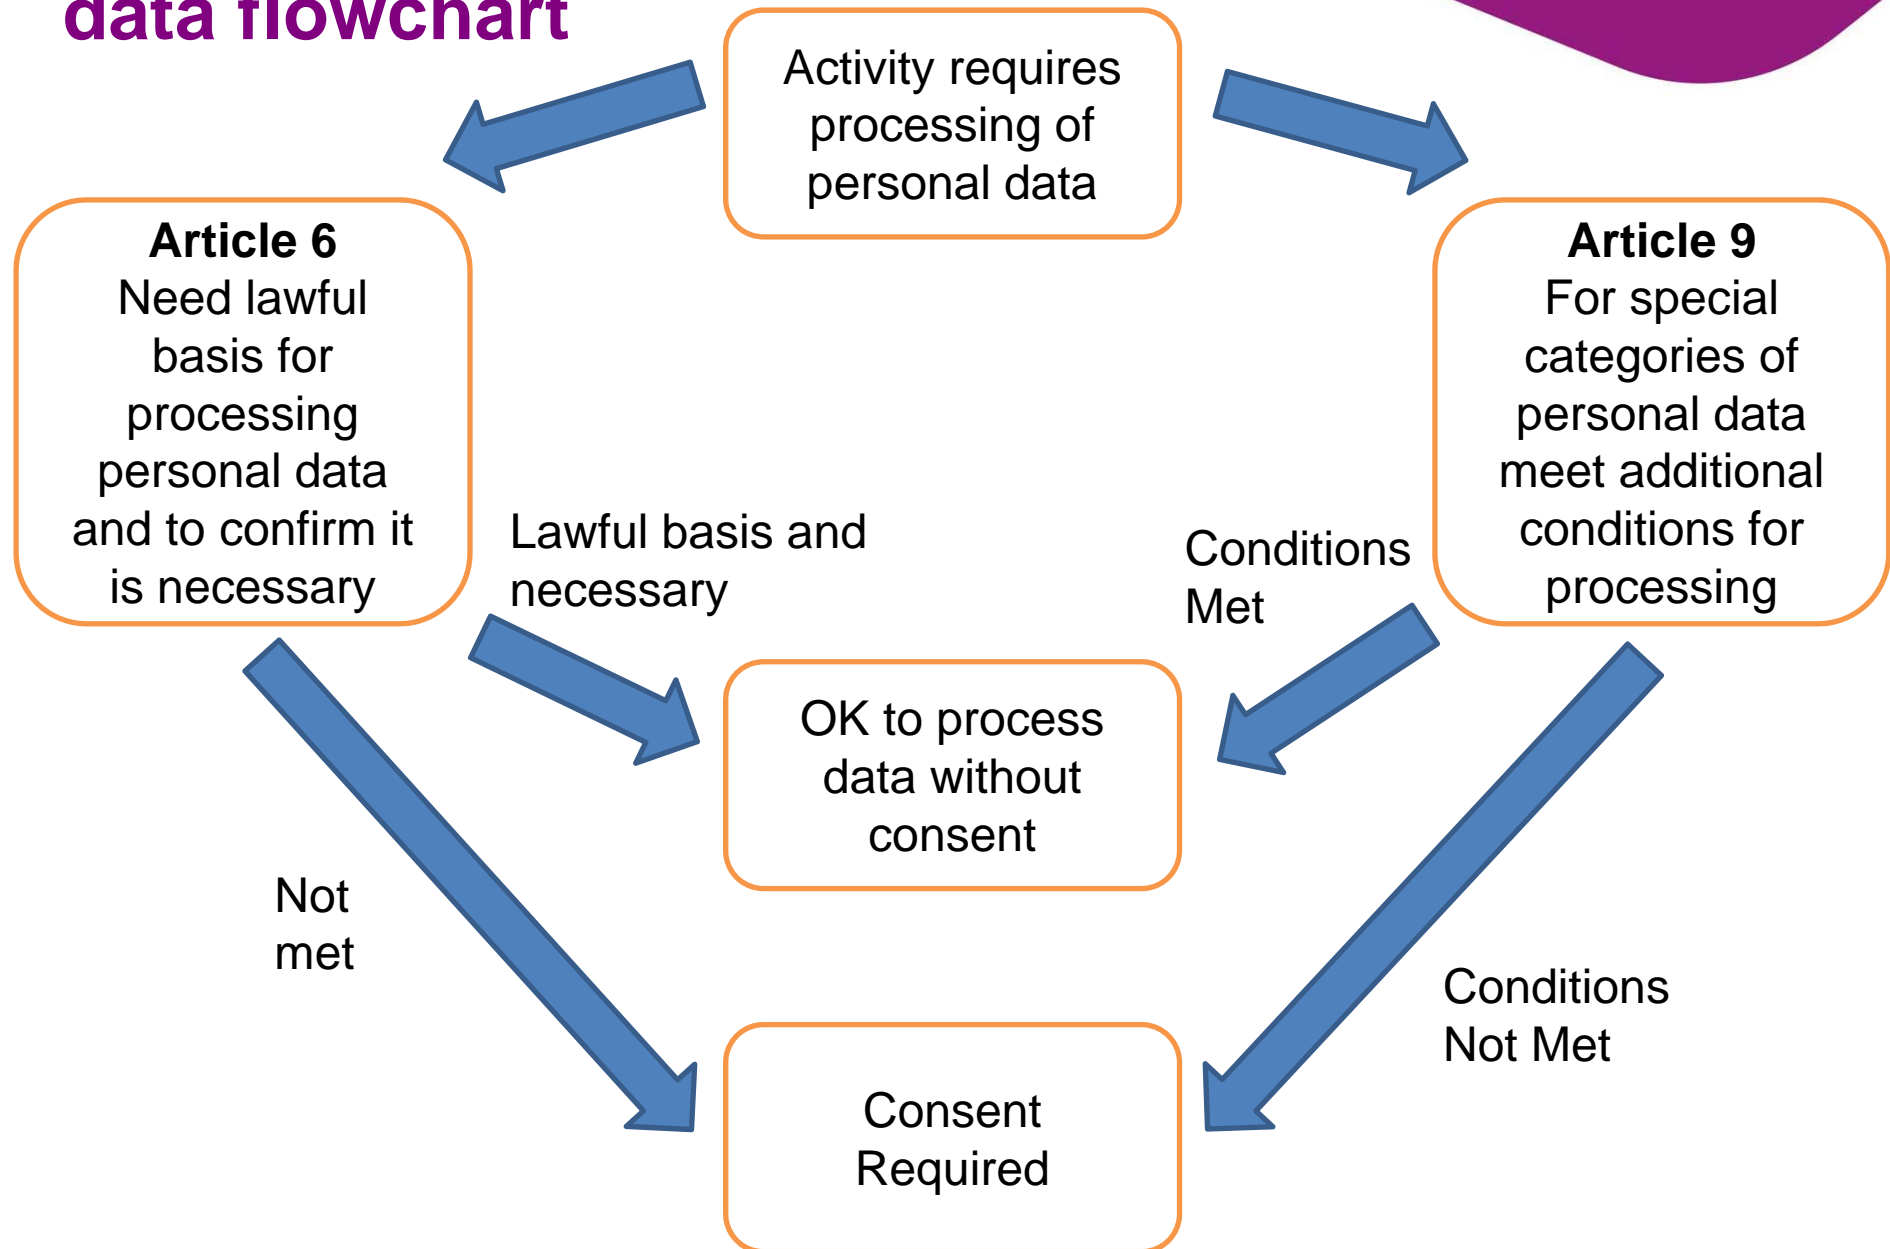 data flowchart
Activity requires
processing of
personal data
Article 6
Need lawful
basis for
processing
personal data
and to confirm it
is necessary
Article 9
For special
categories of
personal data
meet additional
conditions for
processing
Lawful basis and
necessary
Conditions
Met
OK to process
data without
consent
Not
met
Conditions
Not Met
Consent
Required